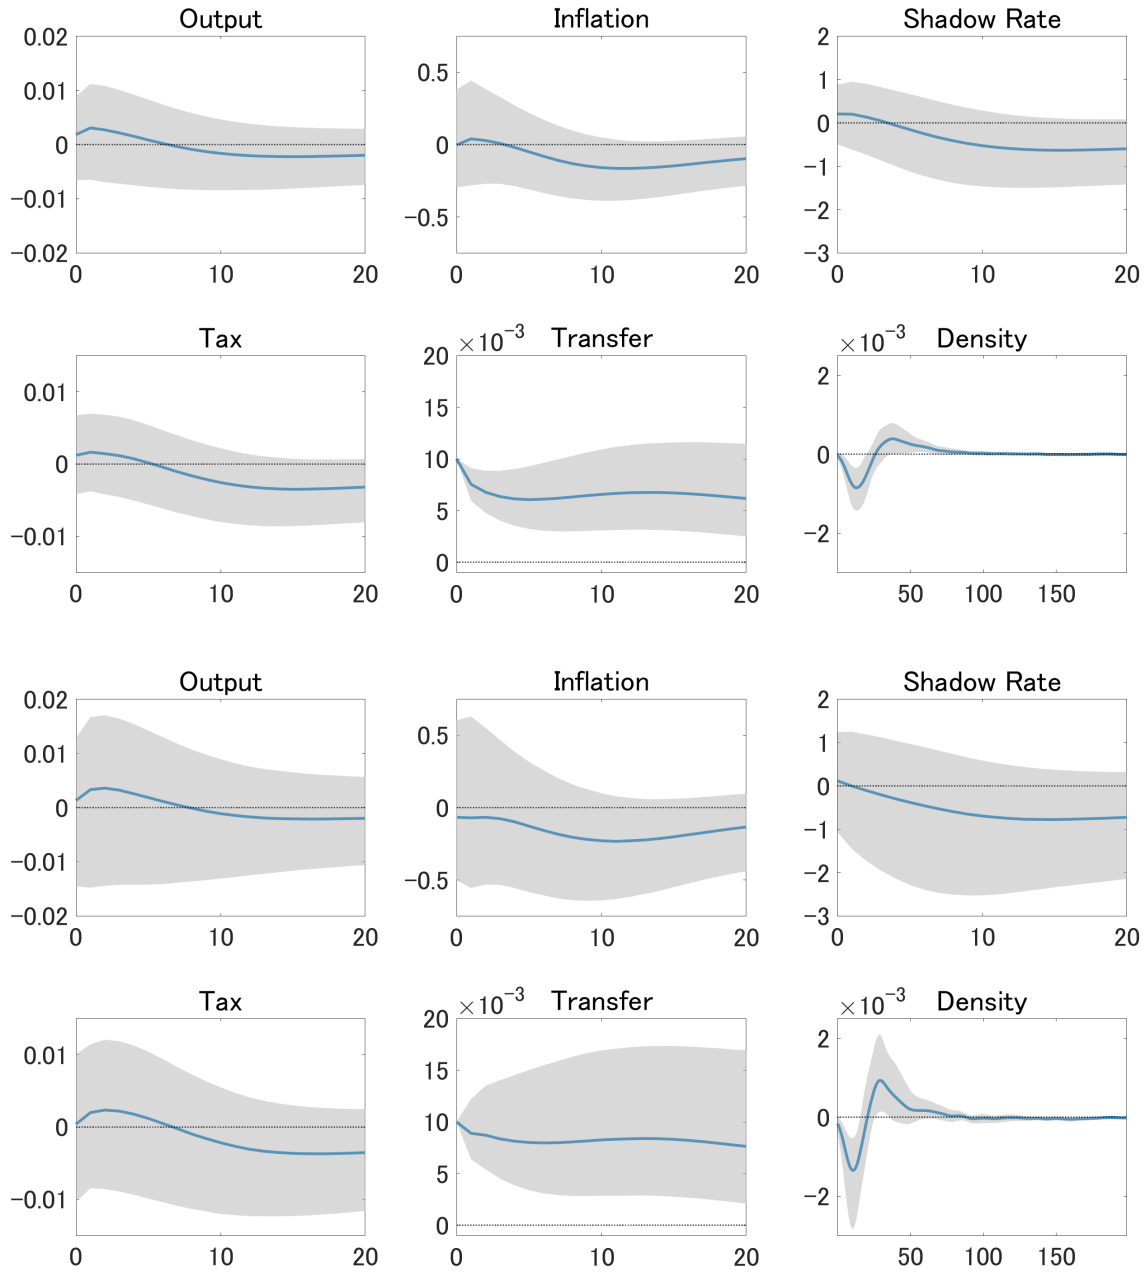 Output Inflation Shadow Rate
0.02 0.01 0 −0.01 −0.02
0.5 0 −0.5
2 1 0 −1 −2 −3
0 10 20 0 10 20 0 10 20
Tax ×10⁻³ Transfer ×10⁻³ Density
0.01 0 −0.01
20 15 10 5 0
2 0 −2
0 10 20 0 10 20 50 100 150
Output Inflation Shadow Rate
0.02 0.01 0 −0.01 −0.02
0.5 0 −0.5
2 1 0 −1 −2 −3
0 10 20 0 10 20 0 10 20
Tax ×10⁻³ Transfer ×10⁻³ Density
0.01 0 −0.01
20 15 10 5 0
2 0 −2
0 10 20 0 10 20 50 100 150